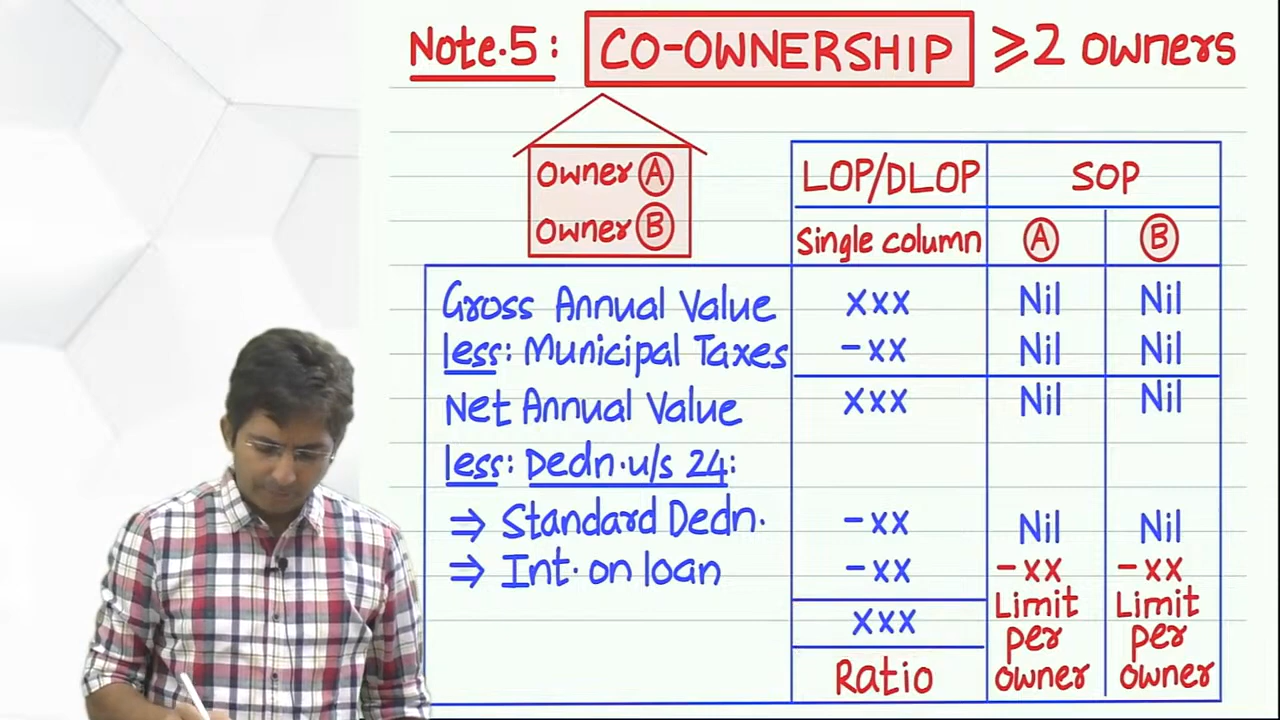 Note.5: CO-OWNERSHIP ≥2 owners
Owner A
Owner B
LOP/DLOP SOP
Single column A B
Gross Annual Value xxx Nil Nil
less: Municipal Taxes -xx Nil Nil
Net Annual Value xxx Nil Nil
less: Dedn.u/s 24:
⇒ Standard Dedn. -xx Nil Nil
⇒ Int. on loan -xx -xx -xx
xxx Limit per owner Limit per owner
Ratio